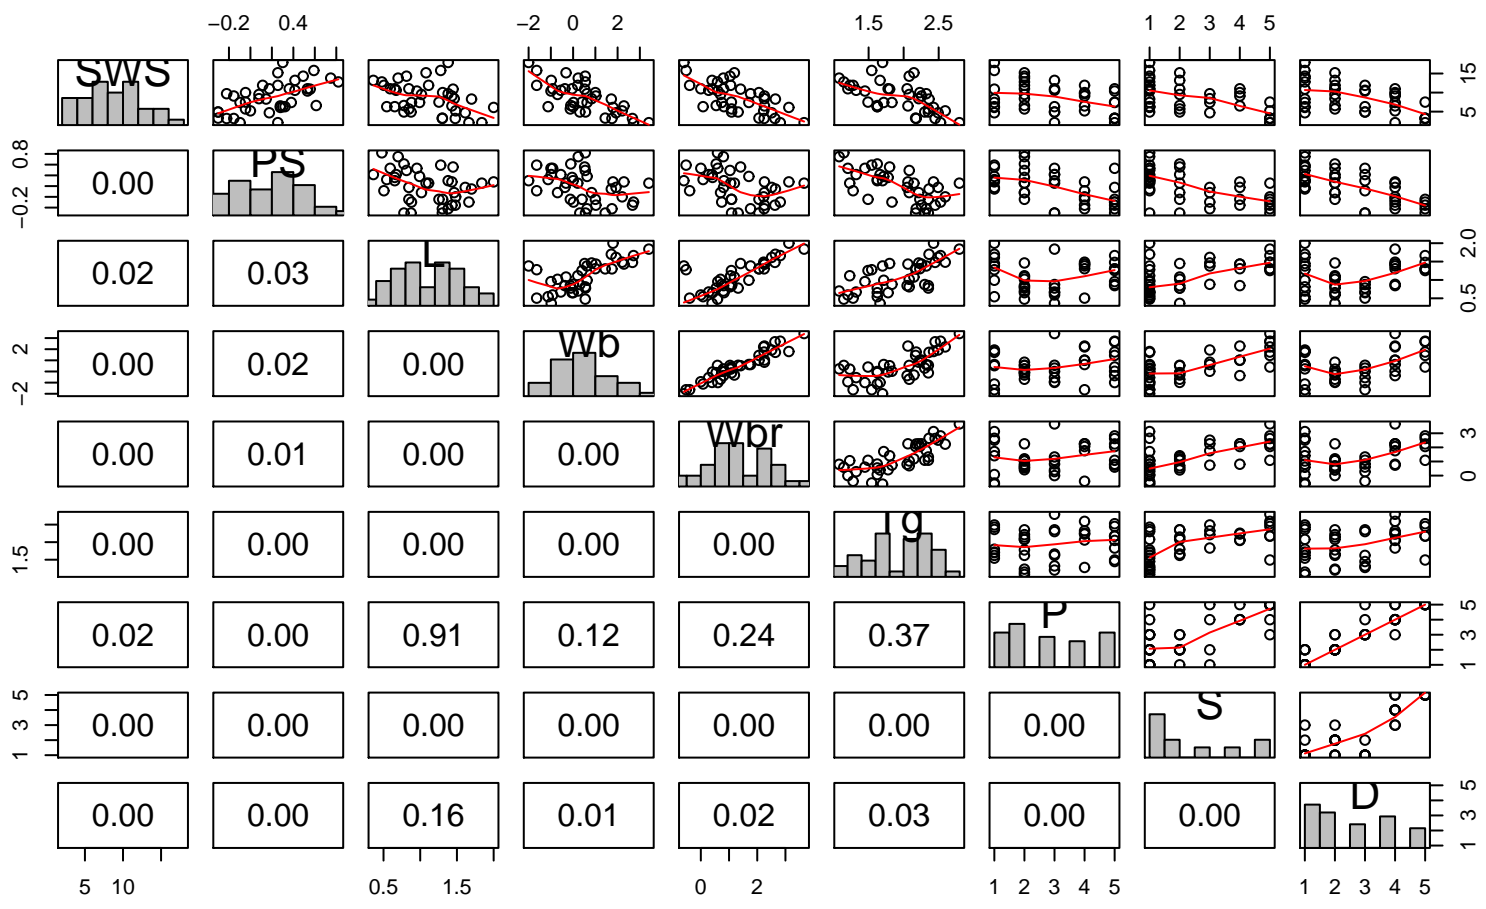 −0.2 0.4 −2 0 2 1.5 2.5 1 2 3 4 5
SWS 5 15
−0.2 0.8 0.00 PS
0.02 0.03 L 0.5 2.0
−2 2 0.00 0.02 0.00 Wb
0.00 0.01 0.00 0.00 Wbr 0 3
1.5 0.00 0.00 0.00 0.00 0.00 Tg
0.02 0.00 0.91 0.12 0.24 0.37 P 1 3 5
1 3 5 0.00 0.00 0.00 0.00 0.00 0.00 0.00 S
0.00 0.00 0.16 0.01 0.02 0.03 0.00 0.00 D 1 3 5
5 10 0.5 1.5 0 2 1 2 3 4 5 1 2 3 4 5